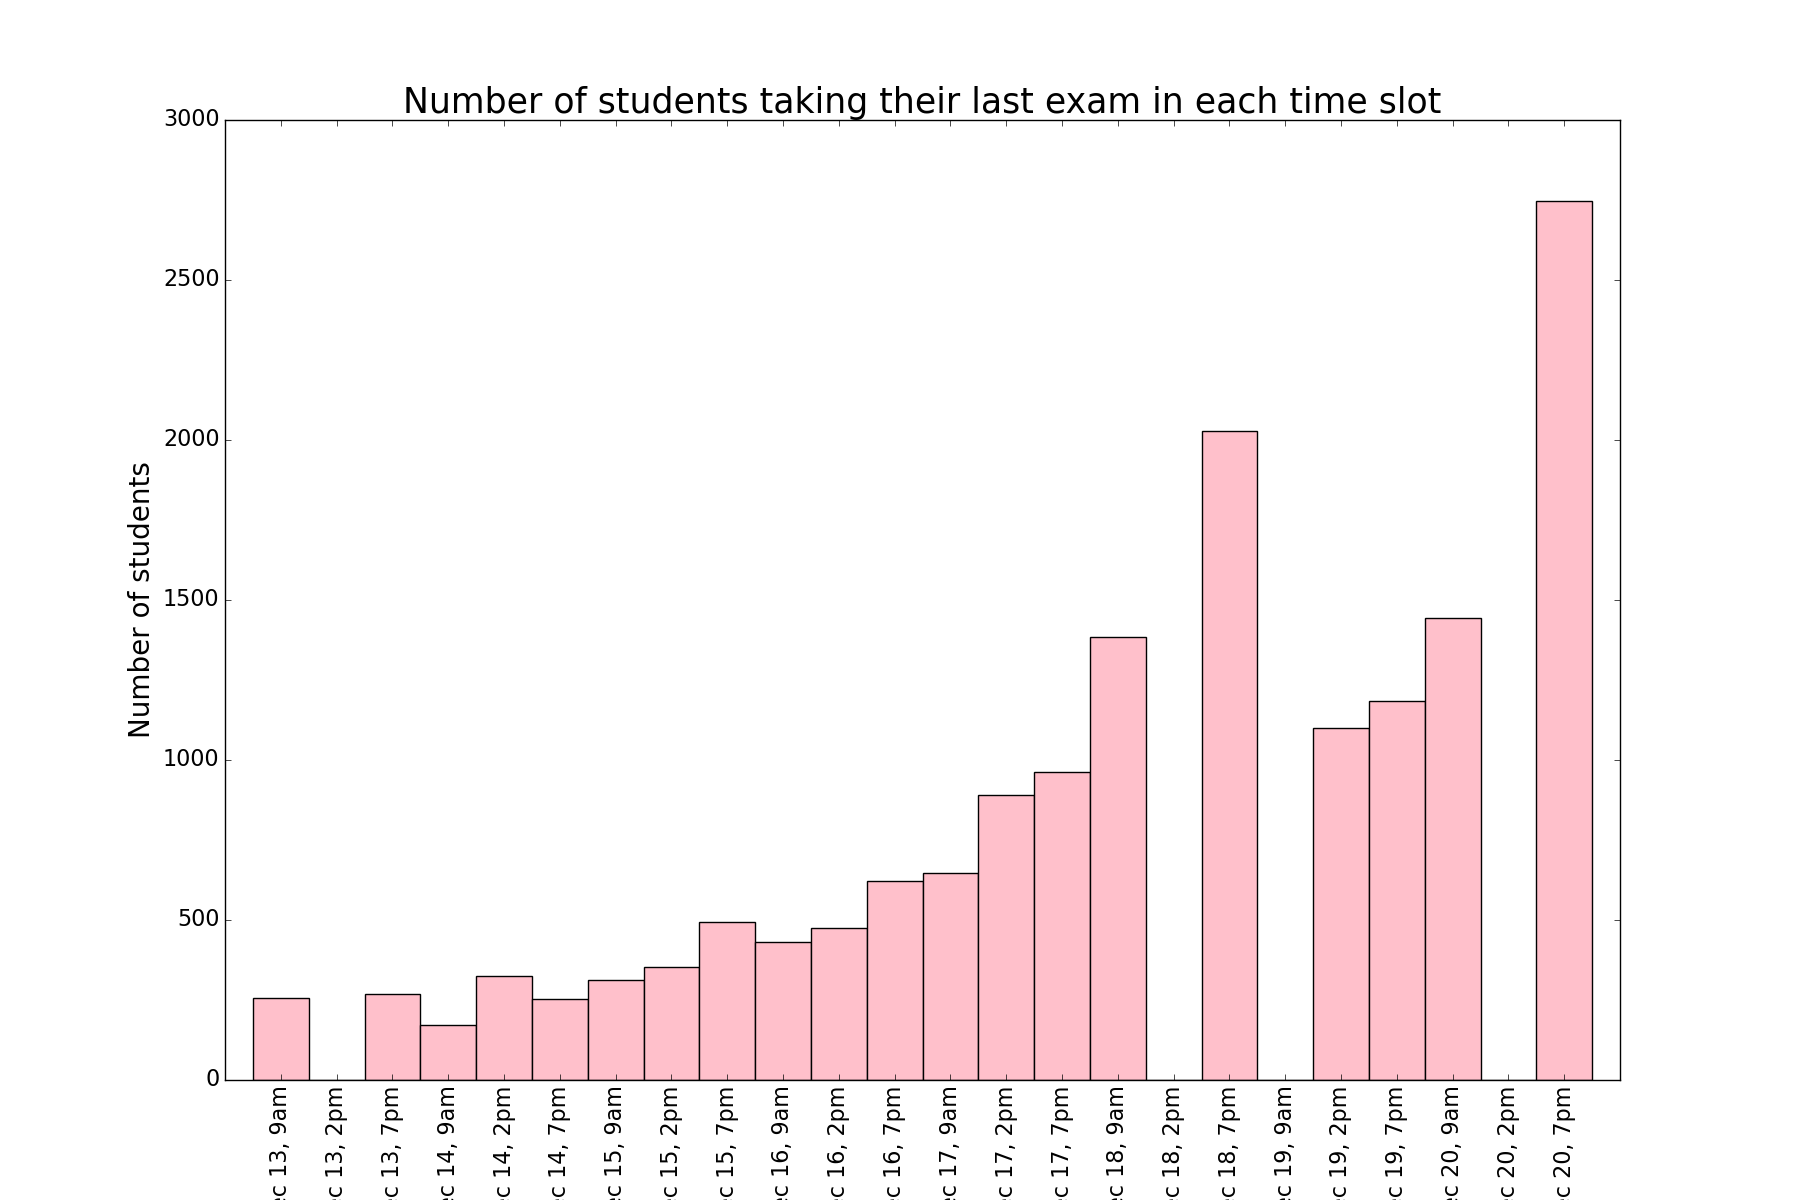 Number of students taking their last exam in each time slot
Number of students
3000
2500
2000
1500
1000
500
0
c 13, 9am
c 13, 2pm
c 13, 7pm
c 14, 9am
c 14, 2pm
c 14, 7pm
c 15, 9am
c 15, 2pm
c 15, 7pm
c 16, 9am
c 16, 2pm
c 16, 7pm
c 17, 9am
c 17, 2pm
c 17, 7pm
c 18, 9am
c 18, 2pm
c 18, 7pm
c 19, 9am
c 19, 2pm
c 19, 7pm
c 20, 9am
c 20, 2pm
c 20, 7pm